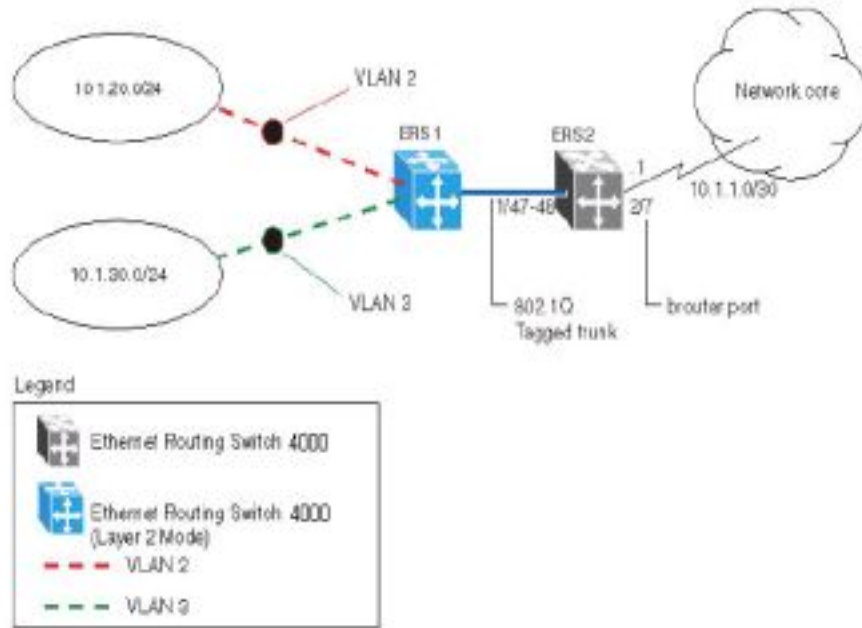 10.1.20.0/24
VLAN 2
ERS1
ERS2
Network core
.1
10.1.1.0/30
1/47-48
2/7
10.1.30.0/24
VLAN 3
802.1Q
Tagged trunk
brouter port
Legend
Ethernet Routing Switch 4000
Ethernet Routing Switch 4000
(Layer 2 Mode)
VLAN 2
VLAN 3